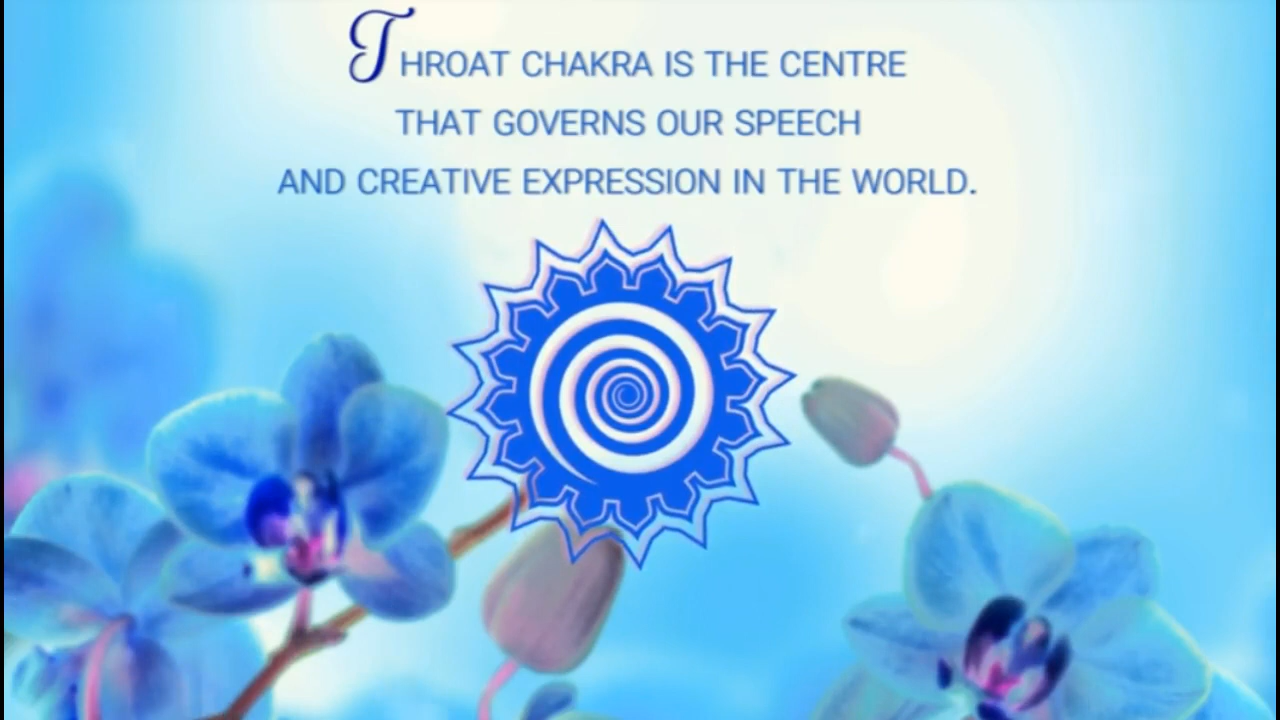 THROAT CHAKRA IS THE CENTRE
THAT GOVERNS OUR SPEECH
AND CREATIVE EXPRESSION IN THE WORLD.